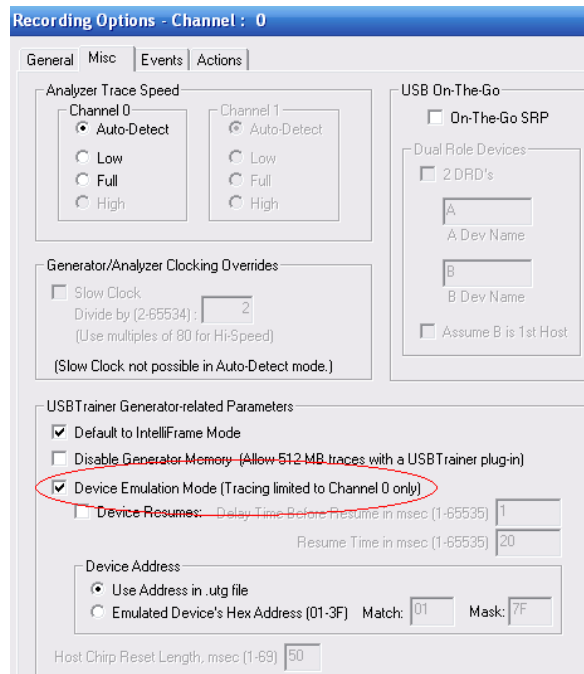 Recording Options - Channel : 0
General Misc Events Actions
Analyzer Trace Speed
Channel 0
Auto-Detect
Low
Full
High
Channel 1
Auto-Detect
Low
Full
High
USB On-The-Go
On-The-Go SRP
Dual Role Devices
2 DRD's
A
A Dev Name
B
B Dev Name
Assume B is 1st Host
Generator/Analyzer Clocking Overrides
Slow Clock
Divide by (2-65534) : 2
(Use multiples of 80 for Hi-Speed)
(Slow Clock not possible in Auto-Detect mode.)
USBTrainer Generator-related Parameters
Default to IntelliFrame Mode
Disable Generator Memory (Allow 512 MB traces with a USBTrainer plug-in)
Device Emulation Mode (Tracing limited to Channel 0 only)
Device Resumes: Delay Time Before Resume in msec (1-65535) 1
Resume Time in msec (1-65535) 20
Device Address
Use Address in .utg file
Emulated Device's Hex Address (01-3F) Match: 01 Mask: 7F
Host Chirp Reset Length, msec (1-69) 50